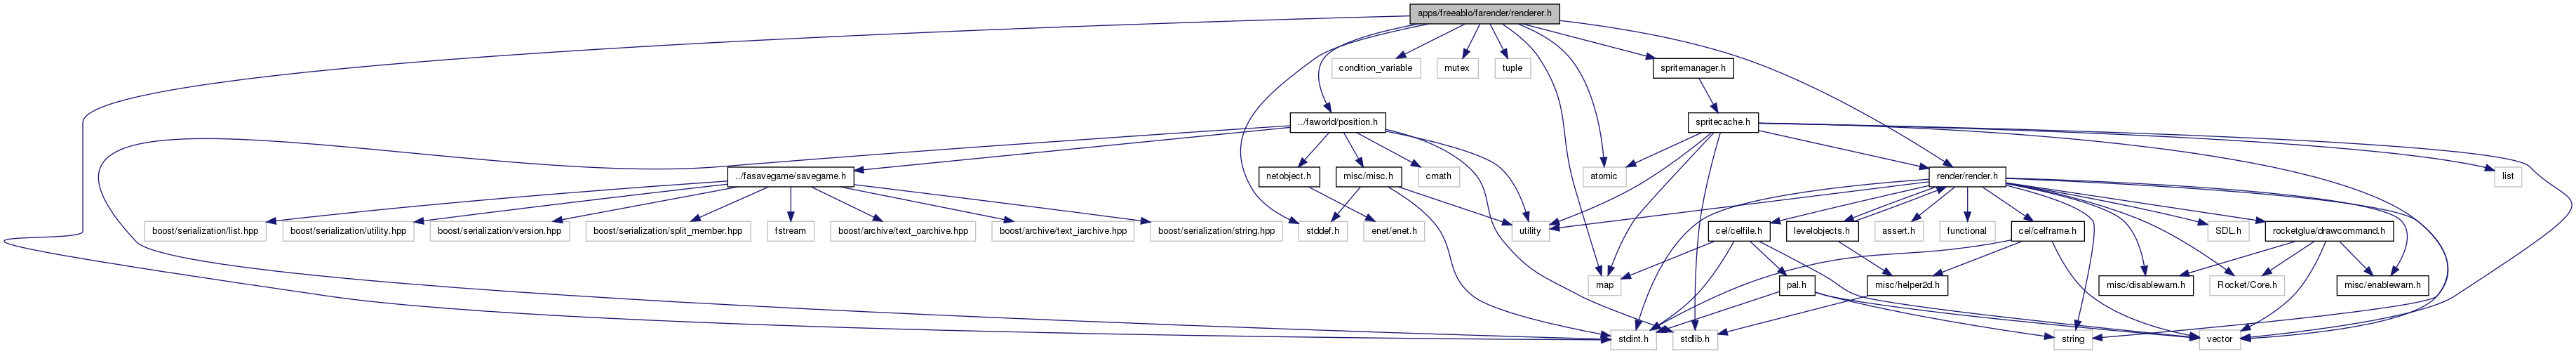 apps/freeablo/farender/renderer.h
condition_variable
mutex
tuple
spritemanager.h
../faworld/position.h
spritecache.h
../fasavegame/savegame.h
netobject.h
misc/misc.h
cmath
atomic
render/render.h
list
boost/serialization/list.hpp
boost/serialization/utility.hpp
boost/serialization/version.hpp
boost/serialization/split_member.hpp
fstream
boost/archive/text_oarchive.hpp
boost/archive/text_iarchive.hpp
boost/serialization/string.hpp
stddef.h
enet/enet.h
utility
cel/celfile.h
levelobjects.h
assert.h
functional
cel/celframe.h
SDL.h
rocketglue/drawcommand.h
map
pal.h
misc/helper2d.h
misc/disablewarn.h
Rocket/Core.h
misc/enablewarn.h
stdint.h
stdlib.h
string
vector